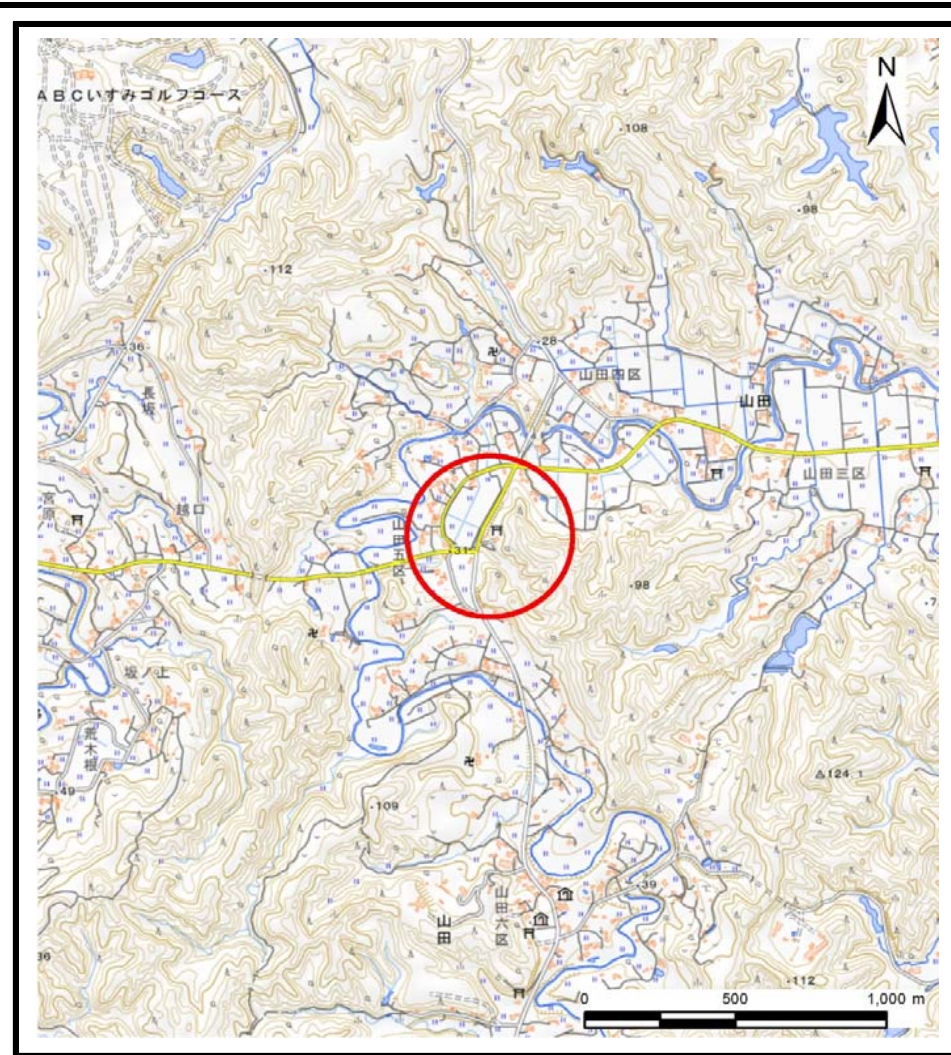 N
ABCいすみゴルフコース
・108
・98
・112
・28
・36
山田四区
長坂
山田
宮原
越口
山田三区
山田五区
・31
・98
坂ノ上
荒木根
・49
△124.1
・109
・39
山田六区
山田
・112
0 500 1,000 m